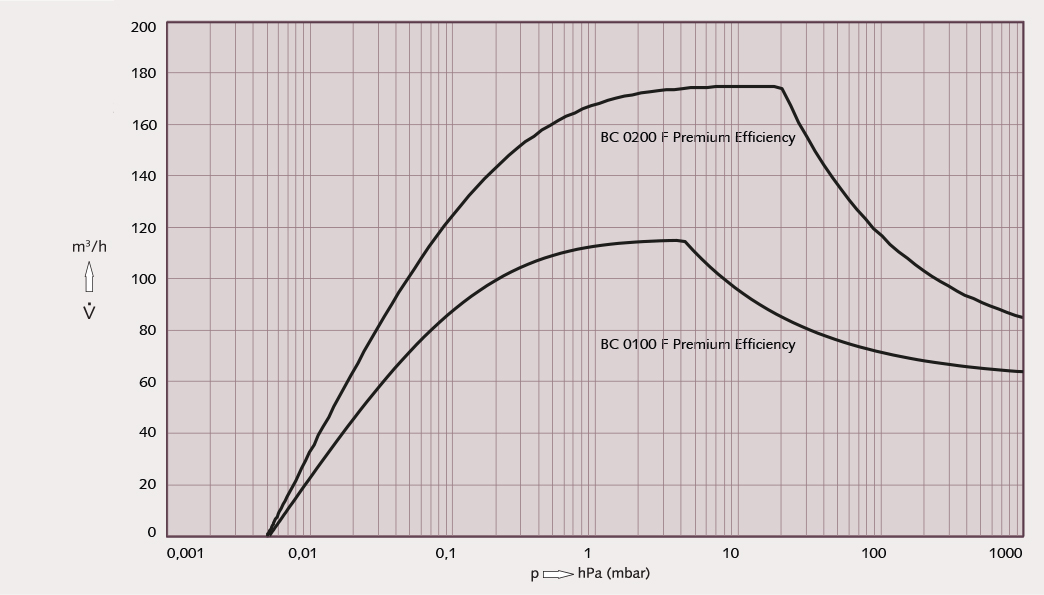 200
180
160
BC 0200 F Premium Efficiency
140
120
m³/h
100
V̇
80
BC 0100 F Premium Efficiency
60
40
20
0
0,001 0,01 0,1 1 10 100 1000
p hPa (mbar)